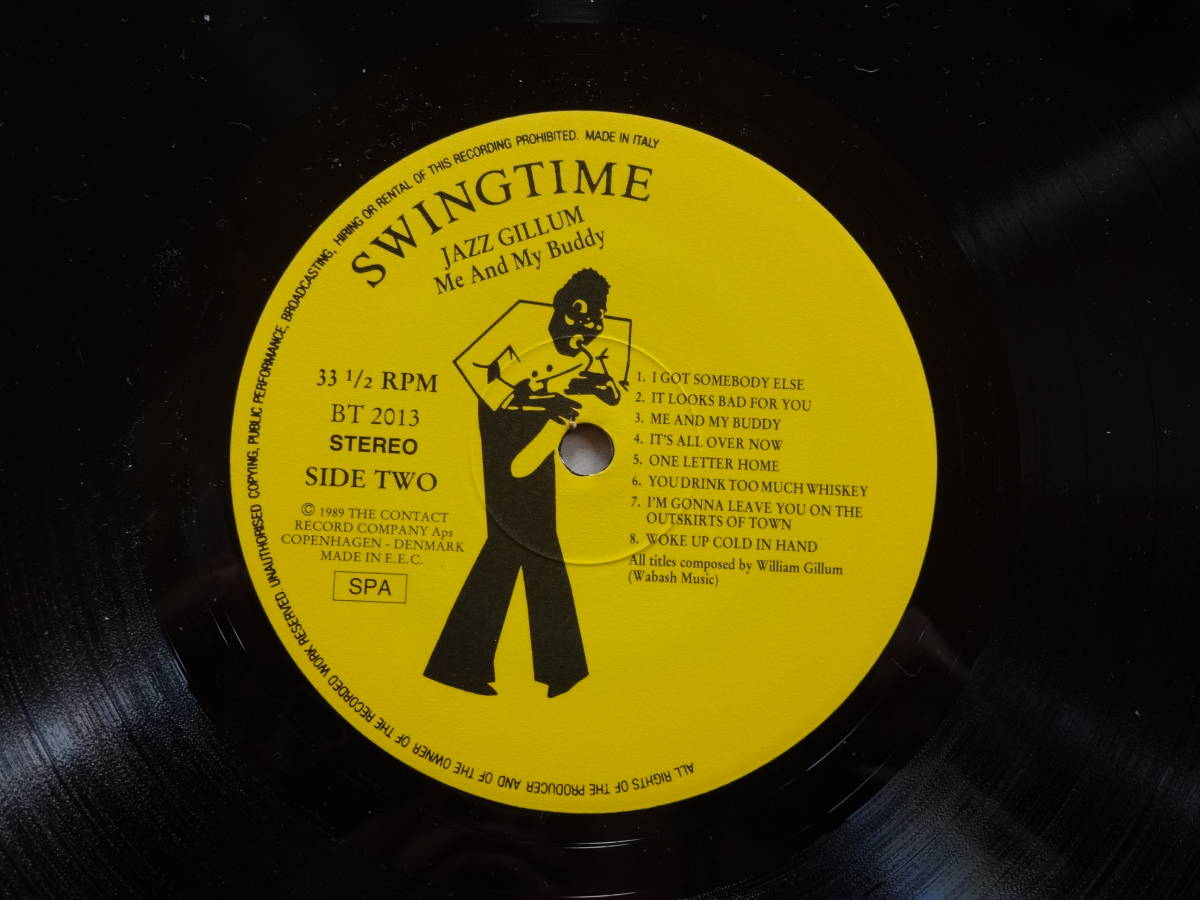 ALL RIGHTS OF THE PRODUCER AND OF THE OWNER OF THE RECORDED WORK RESERVED. UNAUTHORISED COPYING, PUBLIC PERFORMANCE, BROADCASTING, HIRING OR RENTAL OF THIS RECORDING PROHIBITED. MADE IN ITALY
SWINGTIME
JAZZ GILLUM
Me And My Buddy
33 1/2 RPM
BT 2013
STEREO
SIDE TWO
© 1989 THE CONTACT
RECORD COMPANY Aps
COPENHAGEN - DENMARK
MADE IN E.E.C.
SPA
1. I GOT SOMEBODY ELSE
2. IT LOOKS BAD FOR YOU
3. ME AND MY BUDDY
4. IT'S ALL OVER NOW
5. ONE LETTER HOME
6. YOU DRINK TOO MUCH WHISKEY
7. I'M GONNA LEAVE YOU ON THE
OUTSKIRTS OF TOWN
8. WOKE UP COLD IN HAND
All titles composed by William Gillum
(Wabash Music)